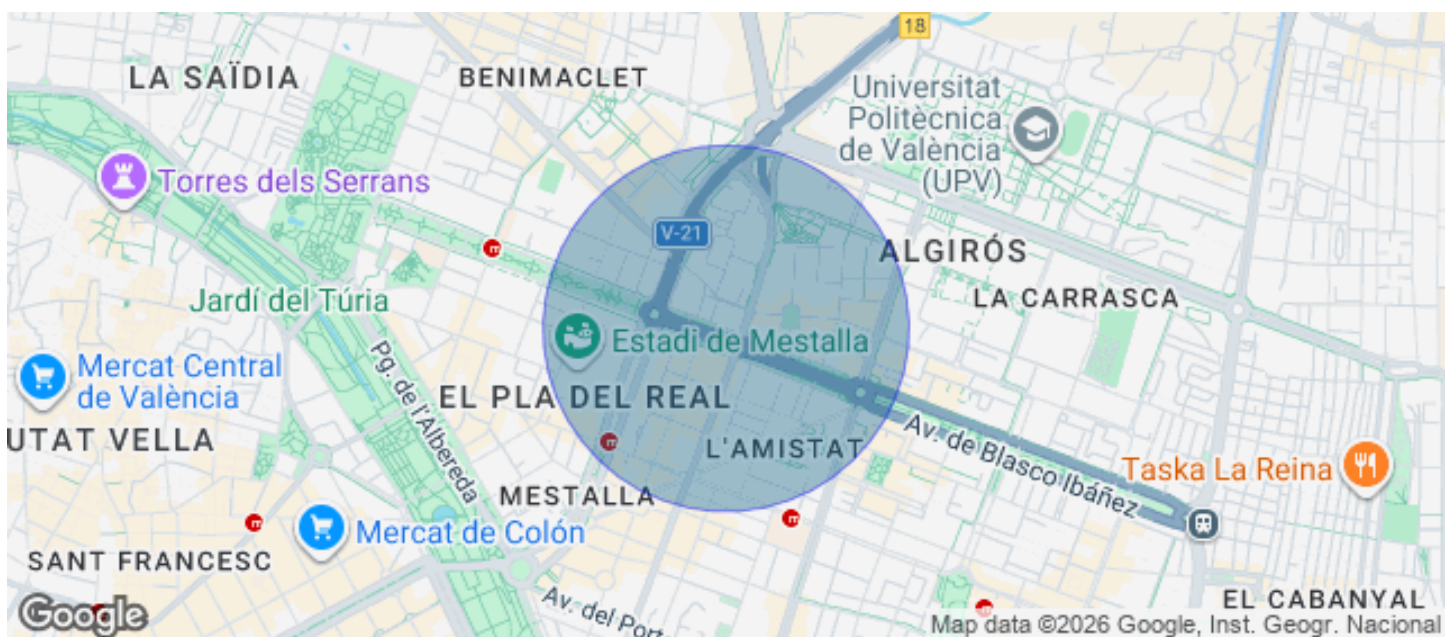 18
LA SAÏDIA
BENIMACLET
Universitat
Politècnica
de València
(UPV)
Torres dels Serrans
V-21
ALGIRÓS
LA CARRASCA
Jardí del Túria
Estadi de Mestalla
Mercat Central
de València
Pg. de l'Albereda
EL PLA DEL REAL
UTAT VELLA
L'AMISTAT
Av. de Blasco Ibáñez
Taska La Reina
MESTALLA
Mercat de Colón
SANT FRANCESC
Av. del Port
EL CABANYAL
Google
Map data ©2026 Google, Inst. Geogr. Nacional